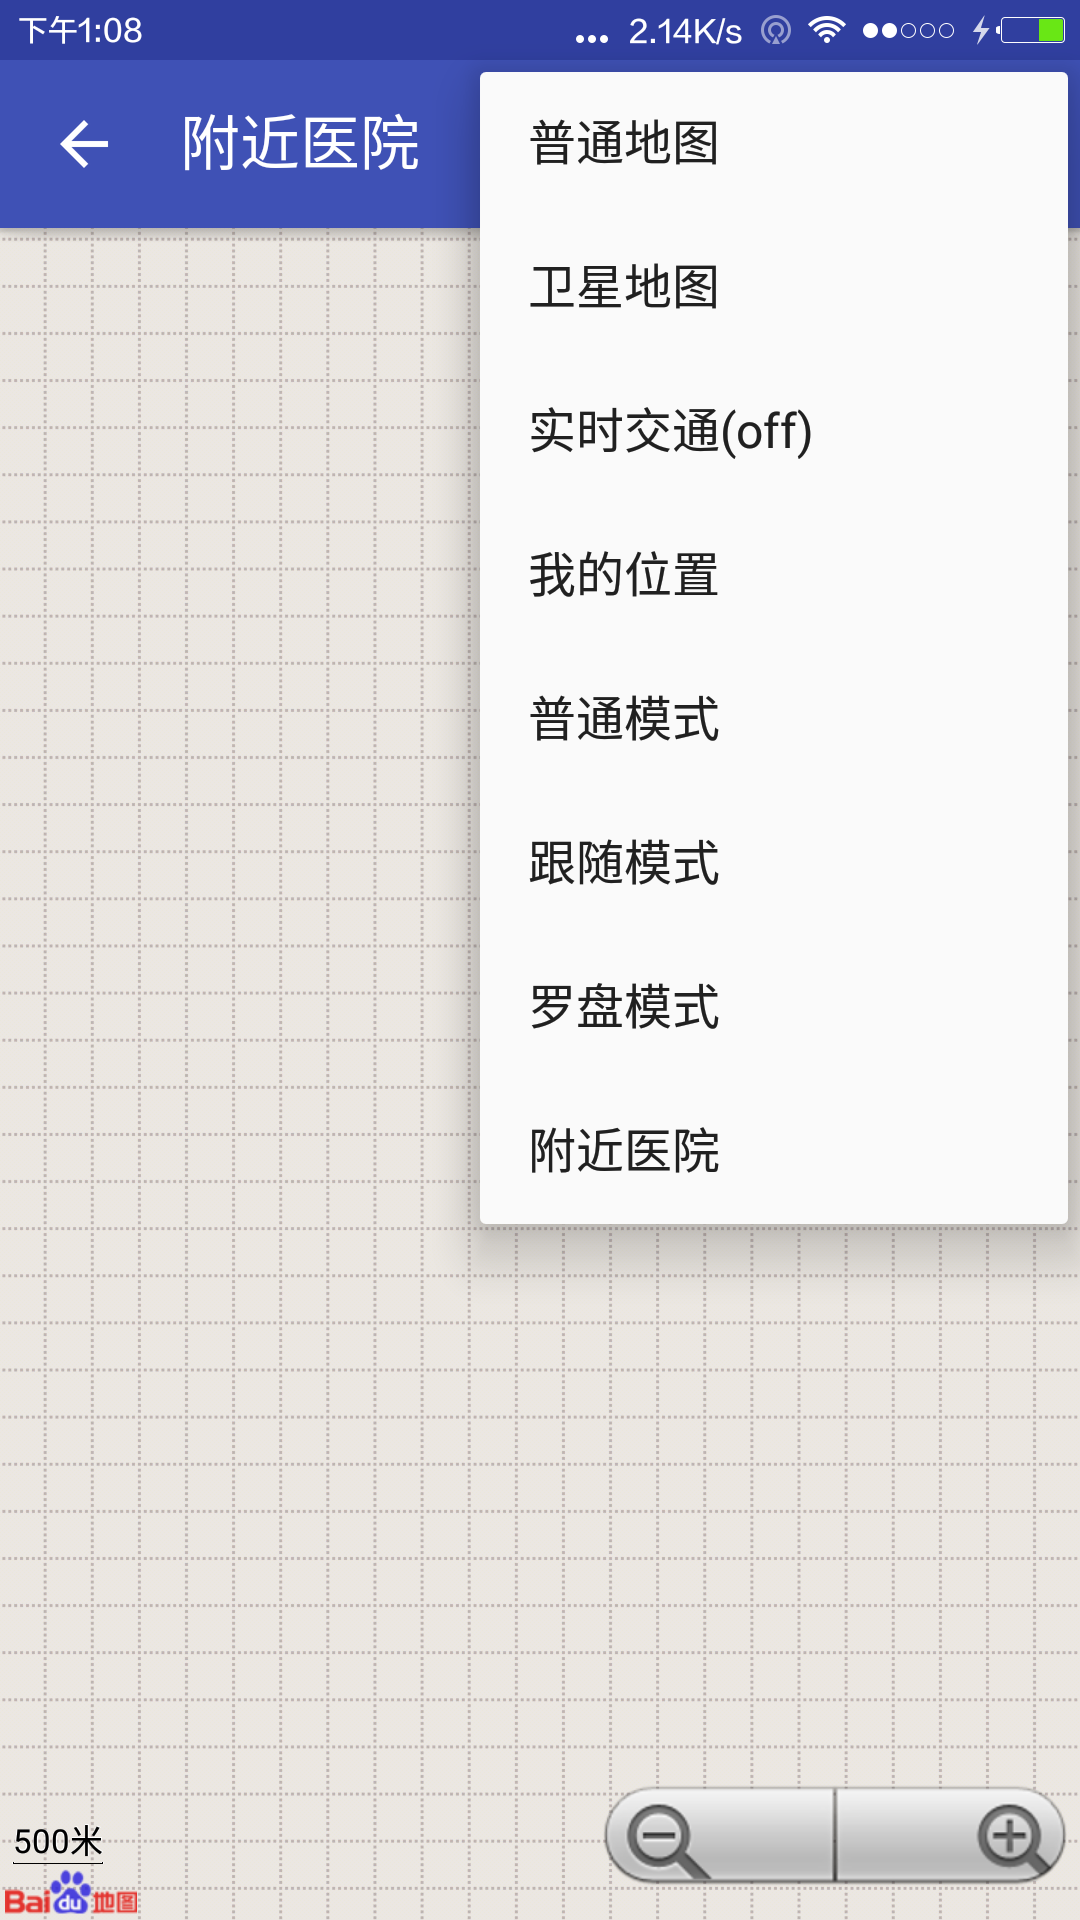 下午1:08
2.14K/s
附近医院
普通地图
卫星地图
实时交通(off)
我的位置
普通模式
跟随模式
罗盘模式
附近医院
500米
Bai du 地图